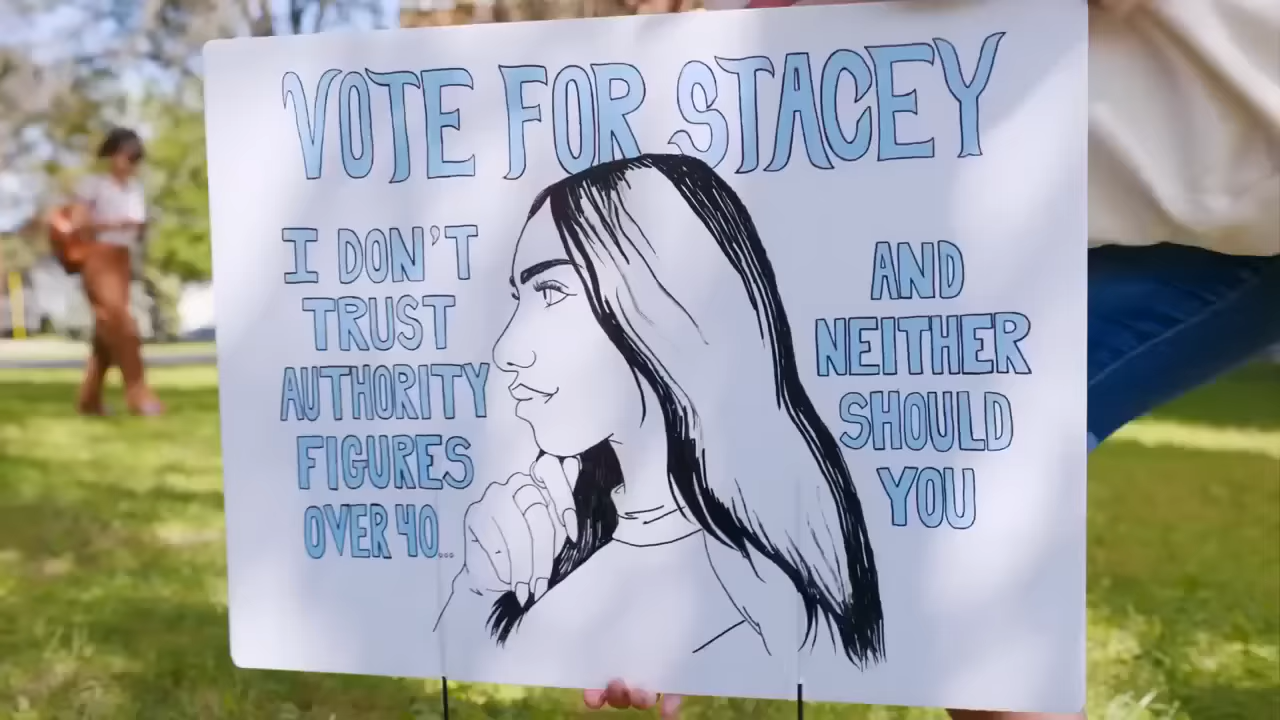 VOTE FOR STACEY
I DON'T
TRUST
AUTHORITY
FIGURES
OVER 40...
AND
NEITHER
SHOULD
YOU